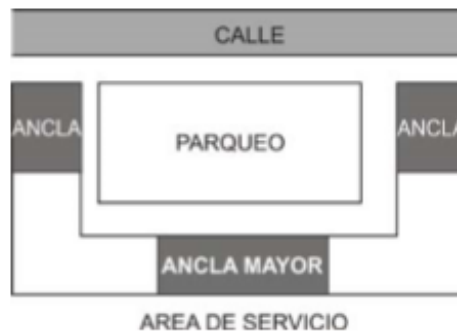 CALLE
ANCLA
PARQUEO
ANCLA
ANCLA MAYOR
AREA DE SERVICIO